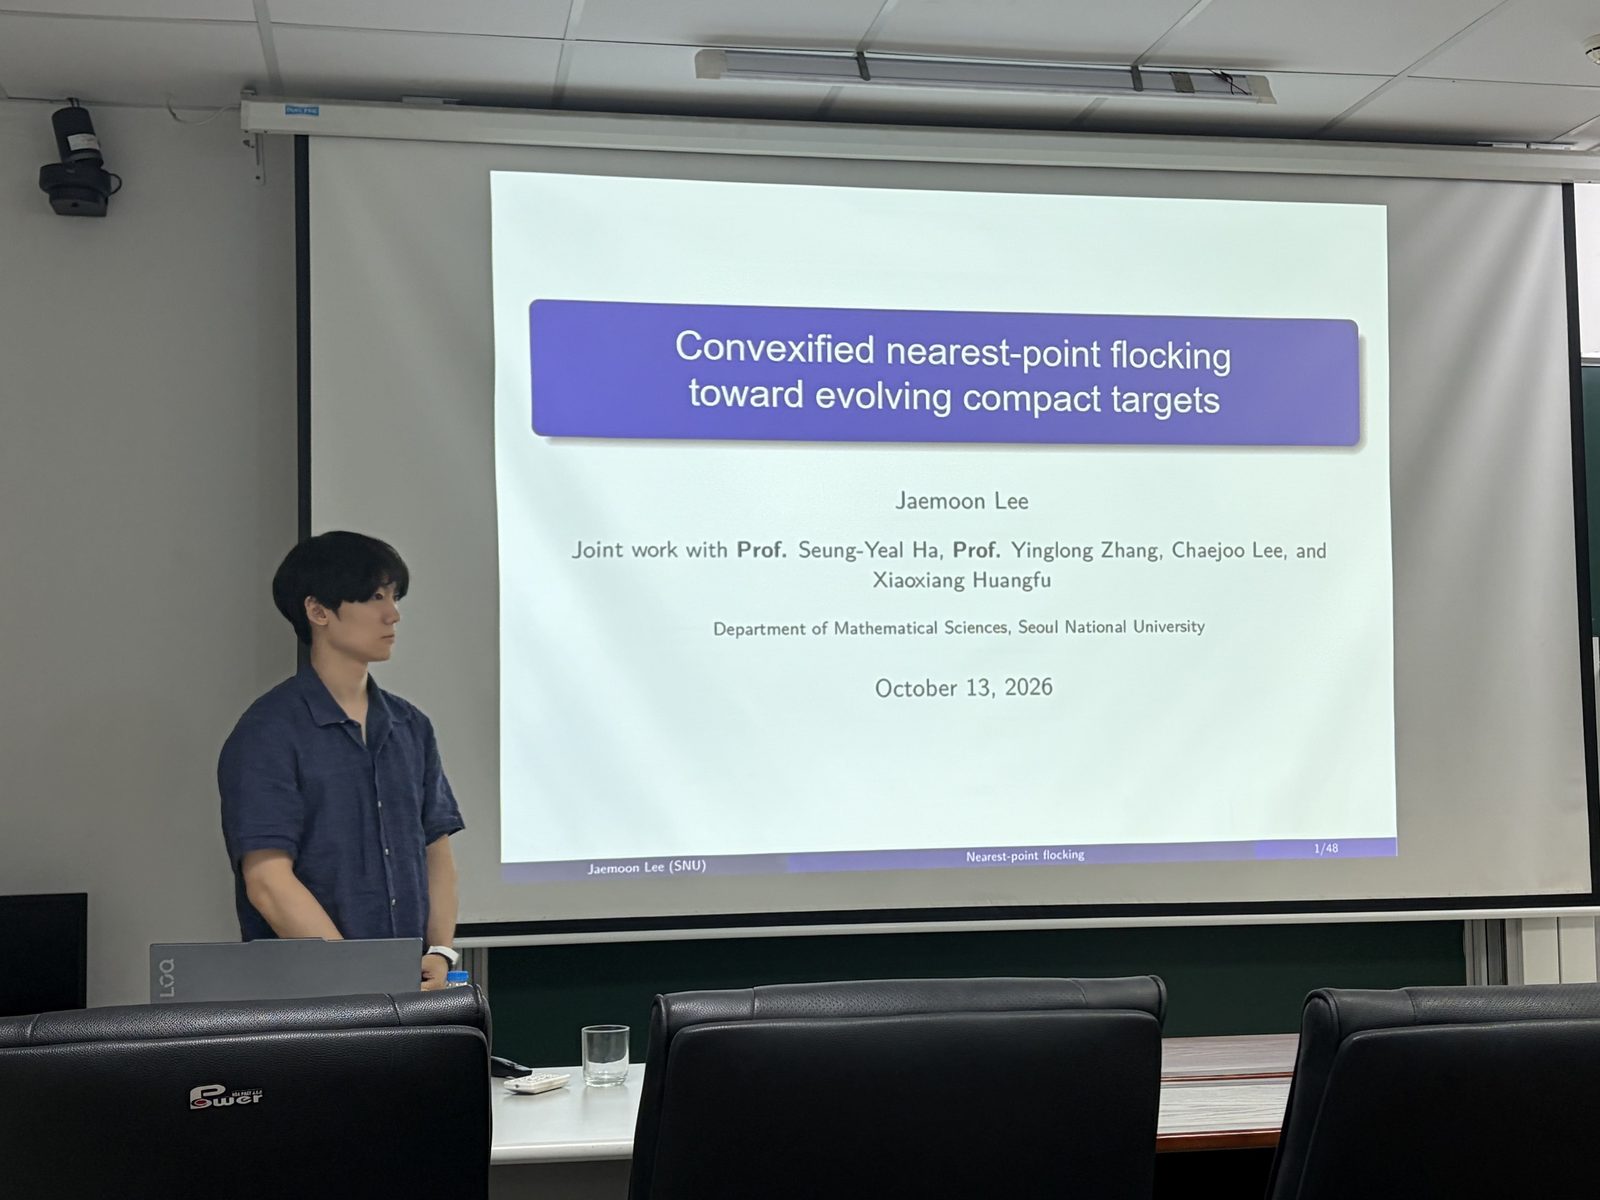 Convexified nearest-point flocking
toward evolving compact targets
Jaemoon Lee
Joint work with Prof. Seung-Yeal Ha, Prof. Yinglong Zhang, Chaejoo Lee, and
Xiaoxiang Huangfu
Department of Mathematical Sciences, Seoul National University
October 13, 2026
Jaemoon Lee (SNU)
Nearest-point flocking
1/48
LOQ
Power